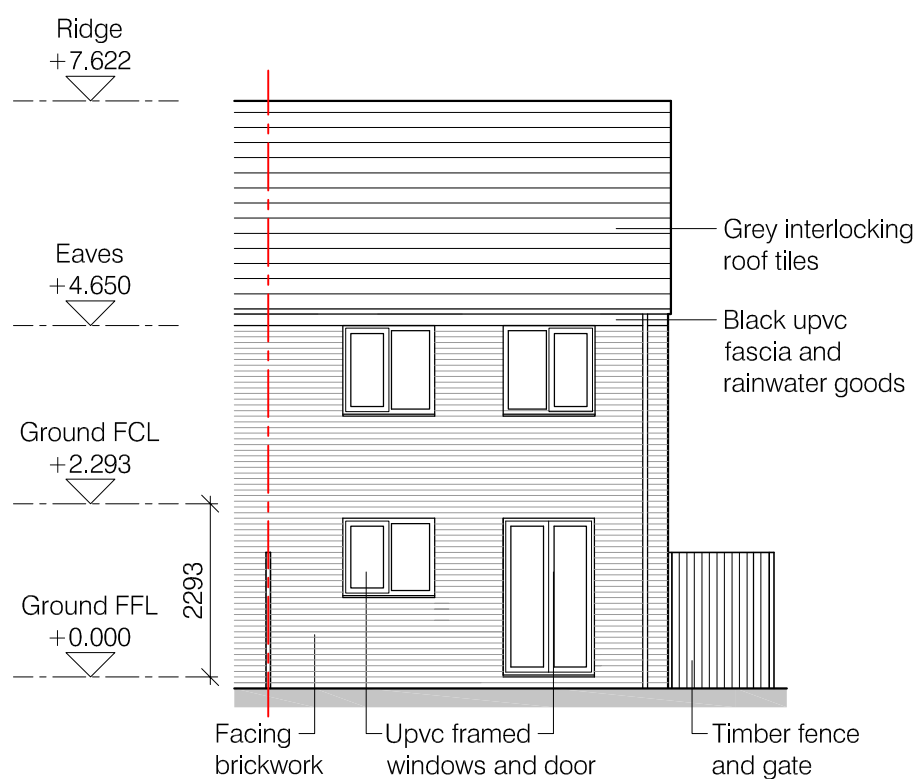 Ridge
+7.622
Grey interlocking
roof tiles
Eaves
+4.650
Black upvc
fascia and
rainwater goods
Ground FCL
+2.293
2293
Ground FFL
+0.000
Facing
brickwork
Upvc framed
windows and door
Timber fence
and gate